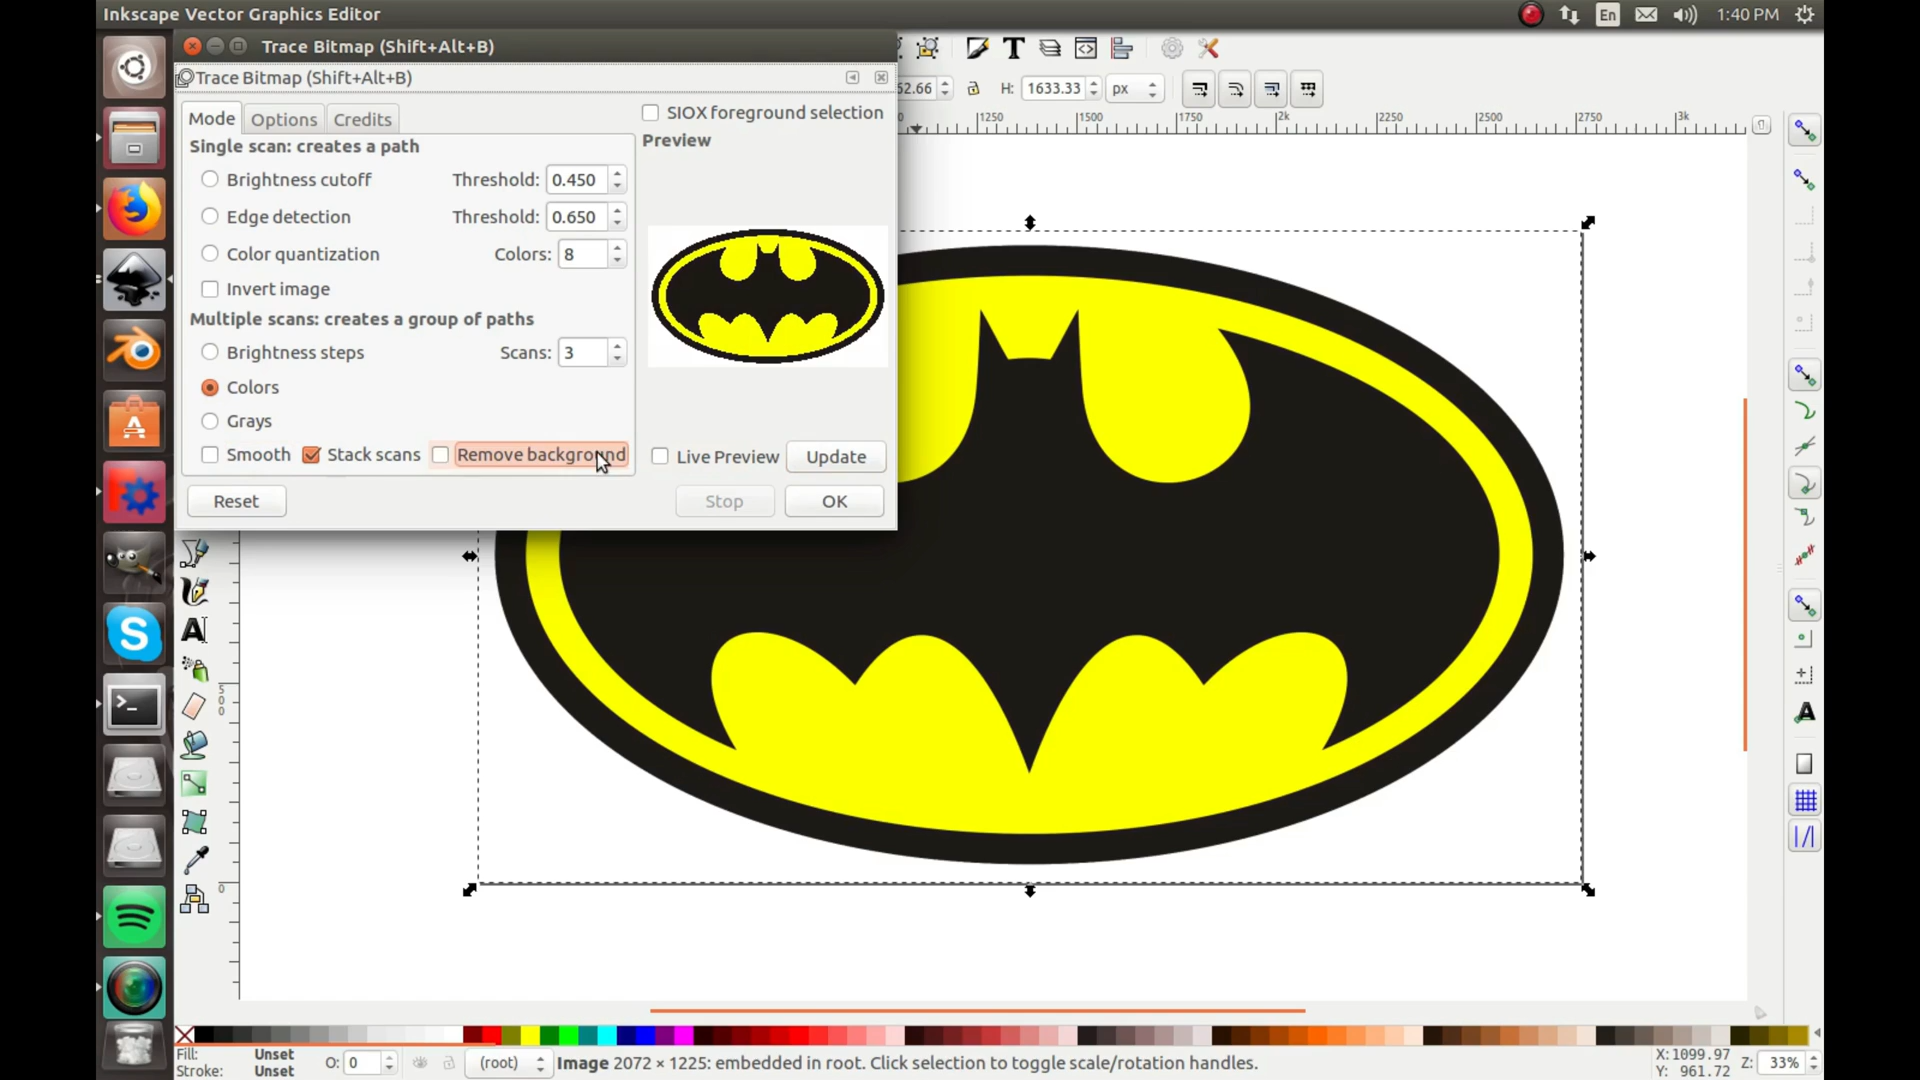 Inkscape Vector Graphics Editor
En
1:40 PM
Trace Bitmap (Shift+Alt+B)
Trace Bitmap (Shift+Alt+B)
52.66
H: 1633.33 px
Mode Options Credits
SIOX foreground selection
Single scan: creates a path
Preview
Brightness cutoff Threshold: 0.450
Edge detection Threshold: 0.650
Color quantization Colors: 8
Invert image
Multiple scans: creates a group of paths
Brightness steps Scans: 3
Colors
Grays
Smooth Stack scans Remove background
Live Preview Update
Reset Stop OK
1250 1500 1750 2k 2250 2500 2750 3k
500
0
Fill: Unset
Stroke: Unset
O: 0
(root)
Image 2072 × 1225: embedded in root. Click selection to toggle scale/rotation handles.
X:1099.97
Y: 961.72
Z: 33%